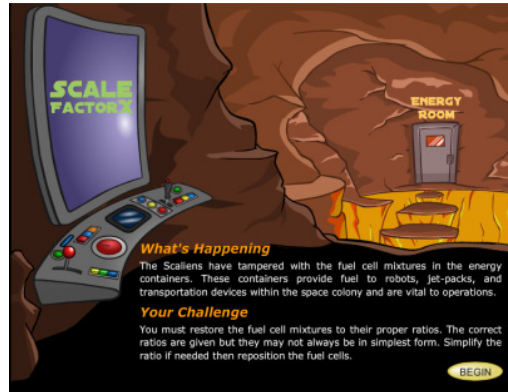 SCALE
FACTOR X
ENERGY
ROOM
What's Happening
The Scaliens have tampered with the fuel cell mixtures in the energy
containers. These containers provide fuel to robots, jet-packs, and
transportation devices within the space colony and are vital to operations.
Your Challenge
You must restore the fuel cell mixtures to their proper ratios. The correct
ratios are given but they may not always be in simplest form. Simplify the
ratio if needed then reposition the fuel cells.
BEGIN